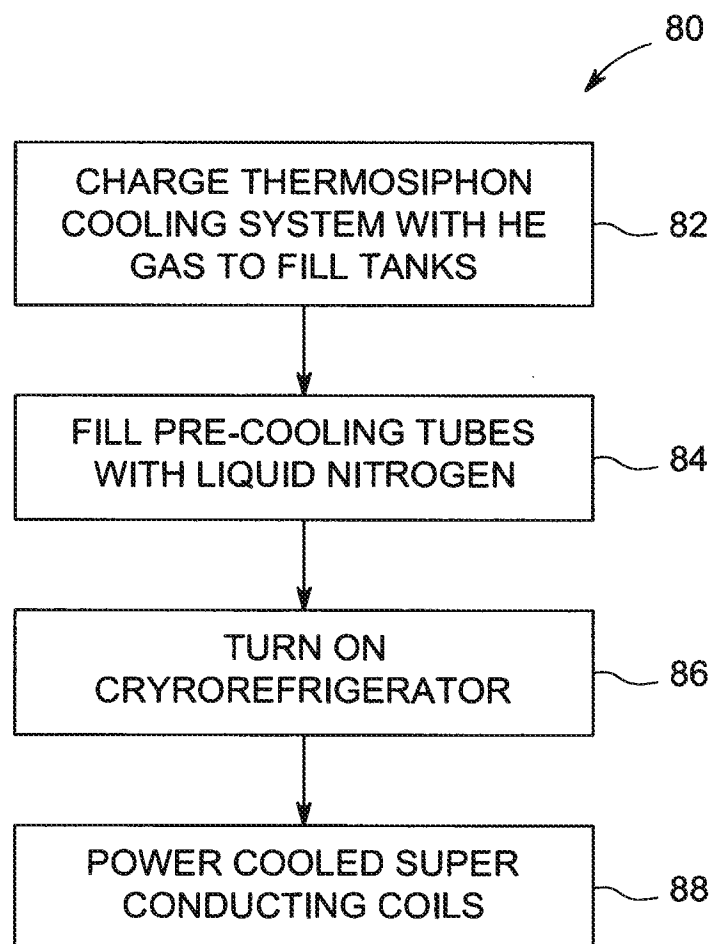 80
CHARGE THERMOSIPHON
COOLING SYSTEM WITH HE
GAS TO FILL TANKS
82
FILL PRE-COOLING TUBES
WITH LIQUID NITROGEN
84
TURN ON
CRYROREFRIGERATOR
86
POWER COOLED SUPER
CONDUCTING COILS
88